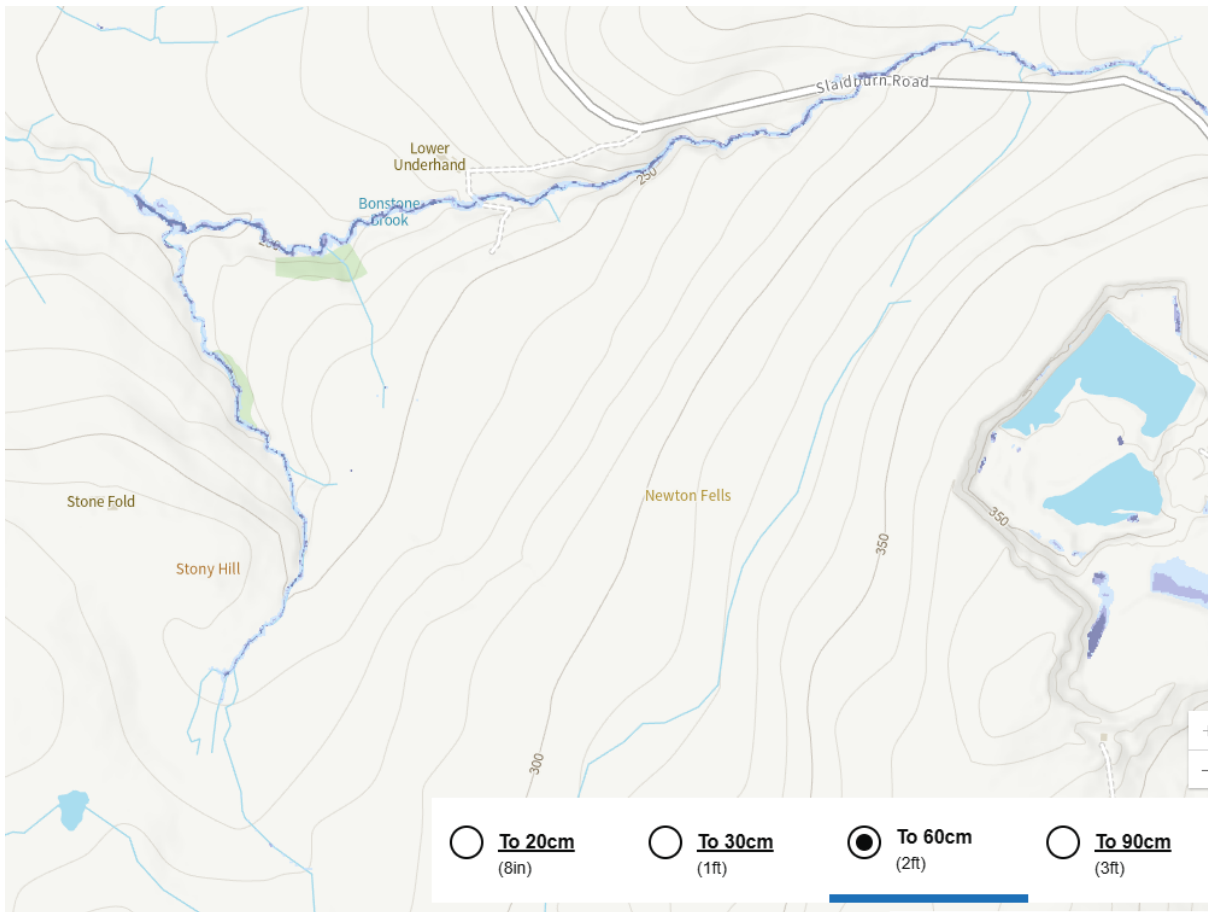 Slaidburn Road
Lower
Underhand
250
Bonstone
Brook
250
350
Newton Fells
Stone Fold
350
Stony Hill
300
To 20cm
(8in)
To 30cm
(1ft)
To 60cm
(2ft)
To 90cm
(3ft)